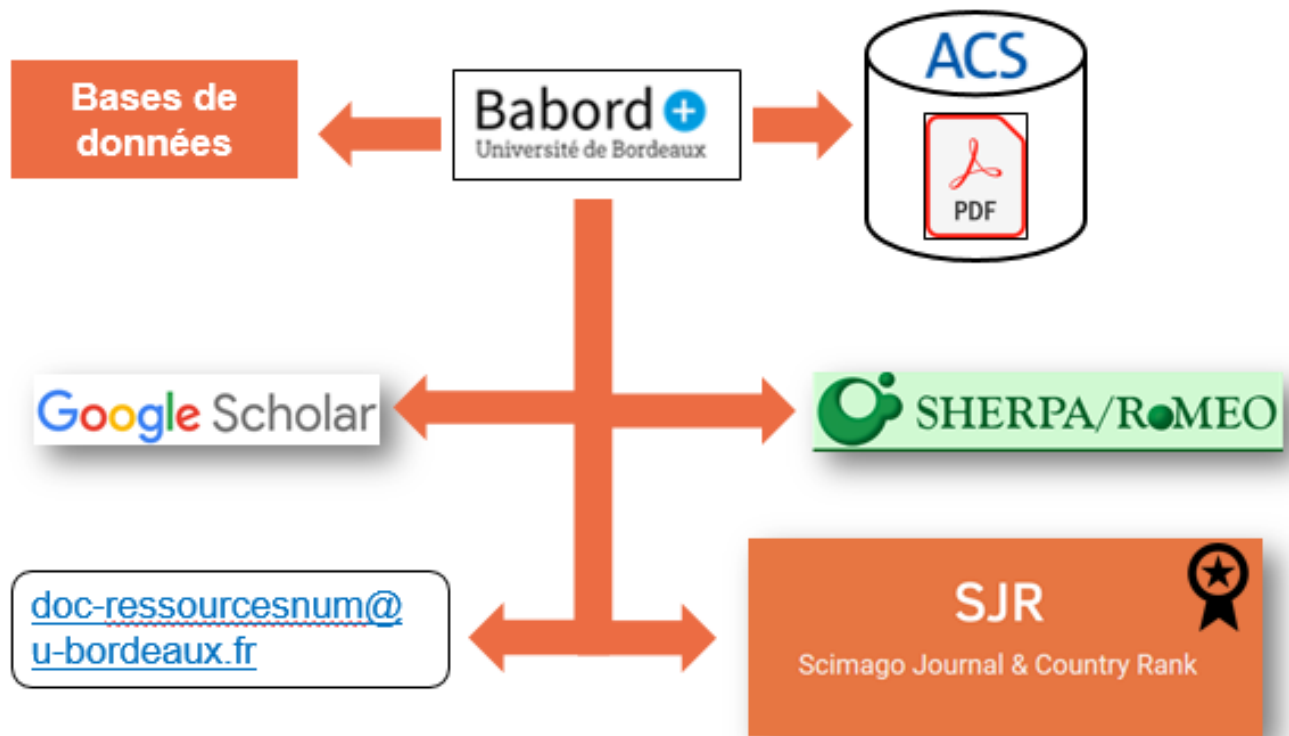 Bases de
données
Babord +
Université de Bordeaux
ACS
PDF
Google Scholar
SHERPA/RoMEO
doc-ressourcesnum@
u-bordeaux.fr
SJR
Scimago Journal & Country Rank